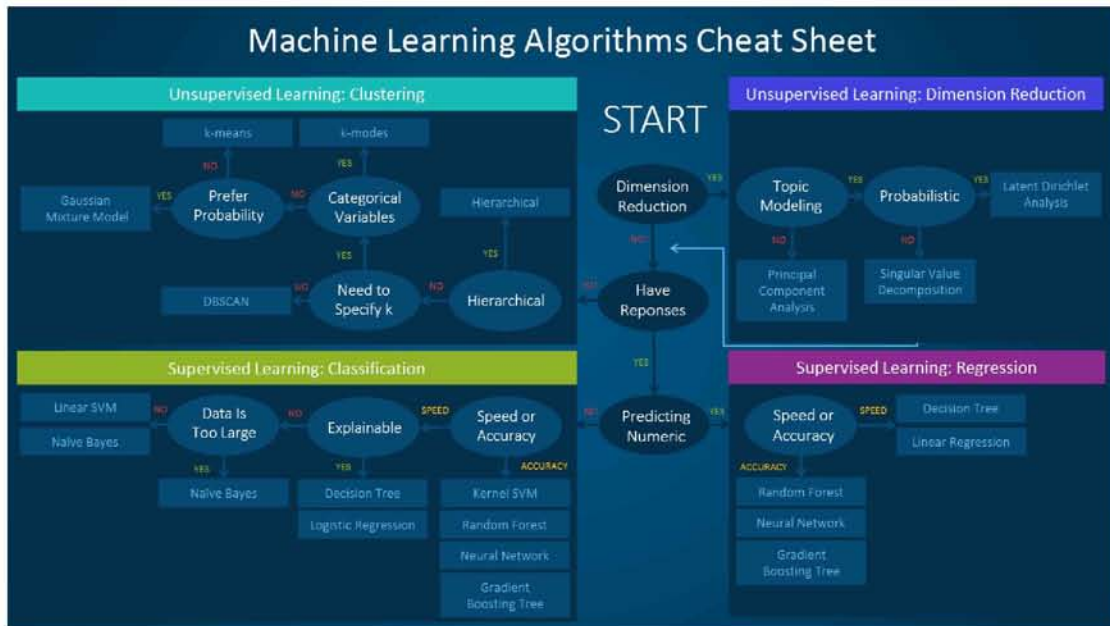 Machine Learning Algorithms Cheat Sheet
Unsupervised Learning: Clustering
k-means
k-modes
NO
YES
Gaussian
Mixture Model
YES
Prefer
Probability
NO
Categorical
Variables
Hierarchical
YES
YES
DBSCAN
NO
Need to
Specify k
NO
Hierarchical
START
Dimension
Reduction
YES
NO
NO
Have
Reponses
YES
NO
Predicting
Numeric
YES
Unsupervised Learning: Dimension Reduction
Topic
Modeling
YES
Probabilistic
YES
Latent Dirichlet
Analysis
NO
NO
Principal
Component
Analysis
Singular Value
Decomposition
Supervised Learning: Classification
Linear SVM
Naïve Bayes
NO
Data Is
Too Large
NO
Explainable
SPEED
Speed or
Accuracy
YES
YES
ACCURACY
Naïve Bayes
Decision Tree
Logistic Regression
Kernel SVM
Random Forest
Neural Network
Gradient
Boosting Tree
Supervised Learning: Regression
Speed or
Accuracy
SPEED
Decision Tree
Linear Regression
ACCURACY
Random Forest
Neural Network
Gradient
Boosting Tree